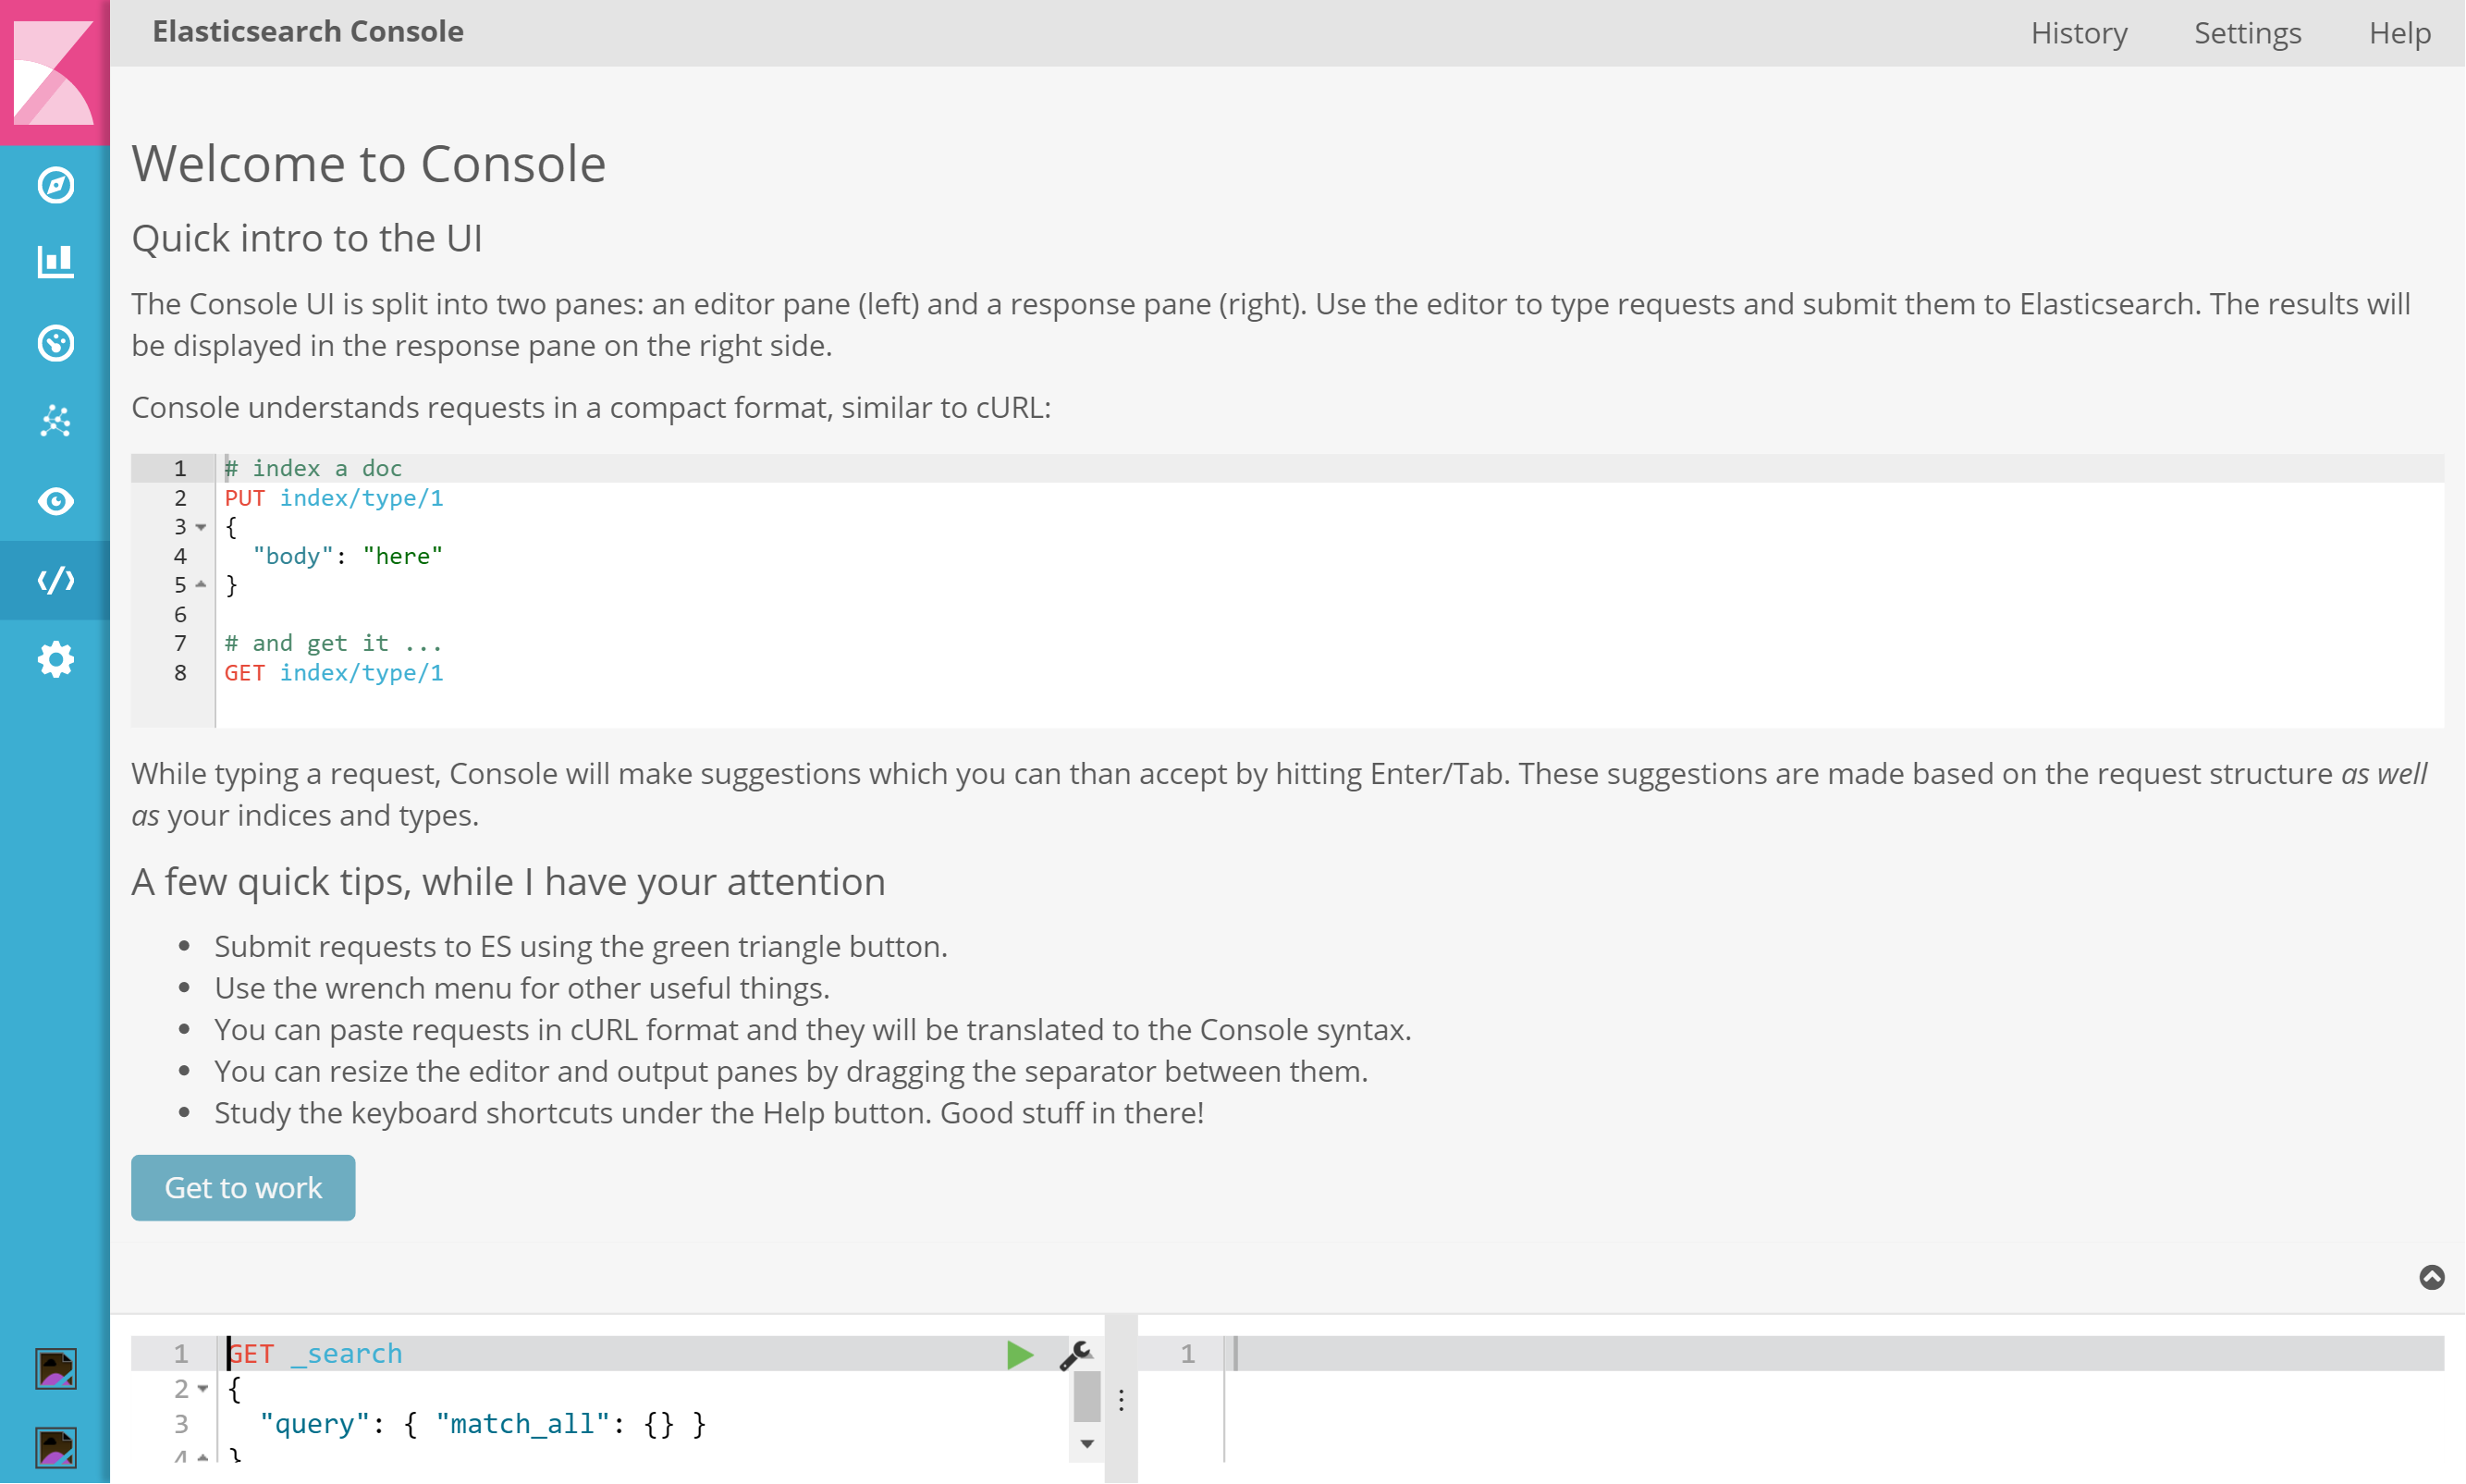 Elasticsearch Console
History Settings Help
Welcome to Console
Quick intro to the UI
The Console UI is split into two panes: an editor pane (left) and a response pane (right). Use the editor to type requests and submit them to Elasticsearch. The results will
be displayed in the response pane on the right side.
Console understands requests in a compact format, similar to cURL:
1 # index a doc
2 PUT index/type/1
3 {
4   "body": "here"
5 }
6
7 # and get it ...
8 GET index/type/1
While typing a request, Console will make suggestions which you can than accept by hitting Enter/Tab. These suggestions are made based on the request structure as well
as your indices and types.
A few quick tips, while I have your attention
• Submit requests to ES using the green triangle button.
• Use the wrench menu for other useful things.
• You can paste requests in cURL format and they will be translated to the Console syntax.
• You can resize the editor and output panes by dragging the separator between them.
• Study the keyboard shortcuts under the Help button. Good stuff in there!
Get to work
1 GET _search
2 {
3   "query": { "match_all": {} }
4 }
1